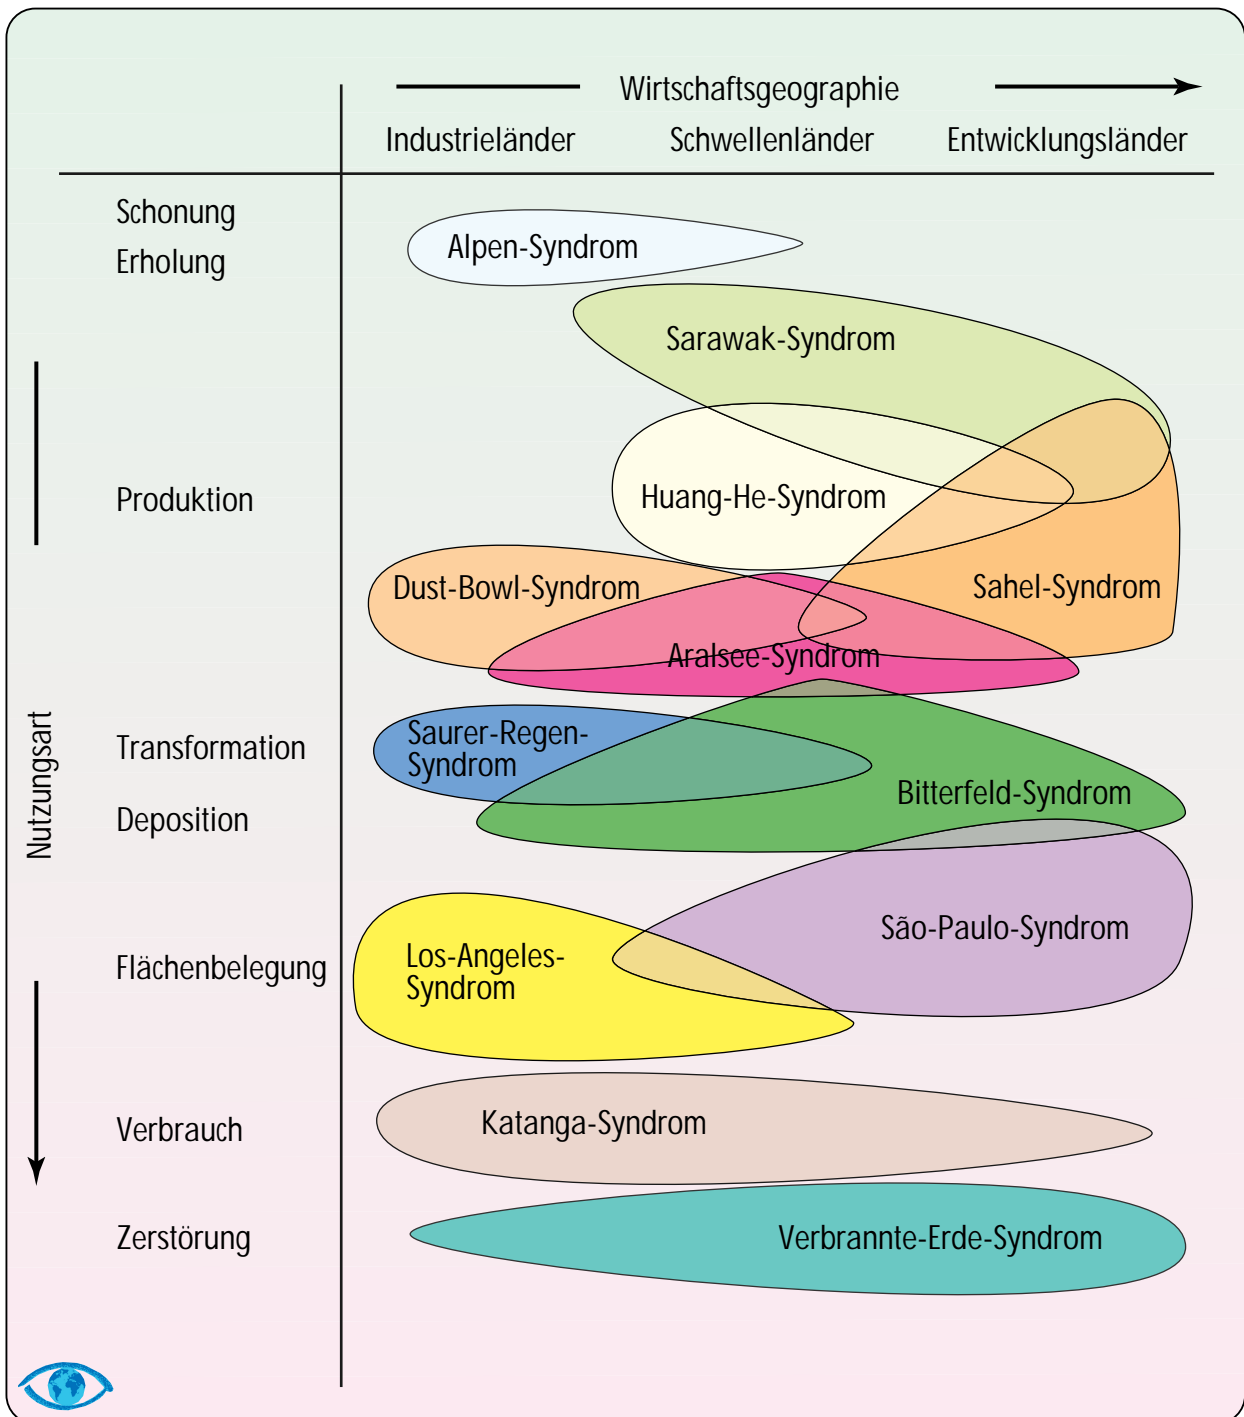 Wirtschaftsgeographie
Industrieländer Schwellenländer Entwicklungsländer
Schonung
Erholung
Alpen-Syndrom
Sarawak-Syndrom
Produktion
Huang-He-Syndrom
Dust-Bowl-Syndrom
Sahel-Syndrom
Aralsee-Syndrom
Nutzungsart
Transformation
Saurer-Regen-
Syndrom
Bitterfeld-Syndrom
Deposition
São-Paulo-Syndrom
Flächenbelegung
Los-Angeles-
Syndrom
Verbrauch
Katanga-Syndrom
Zerstörung
Verbrannte-Erde-Syndrom